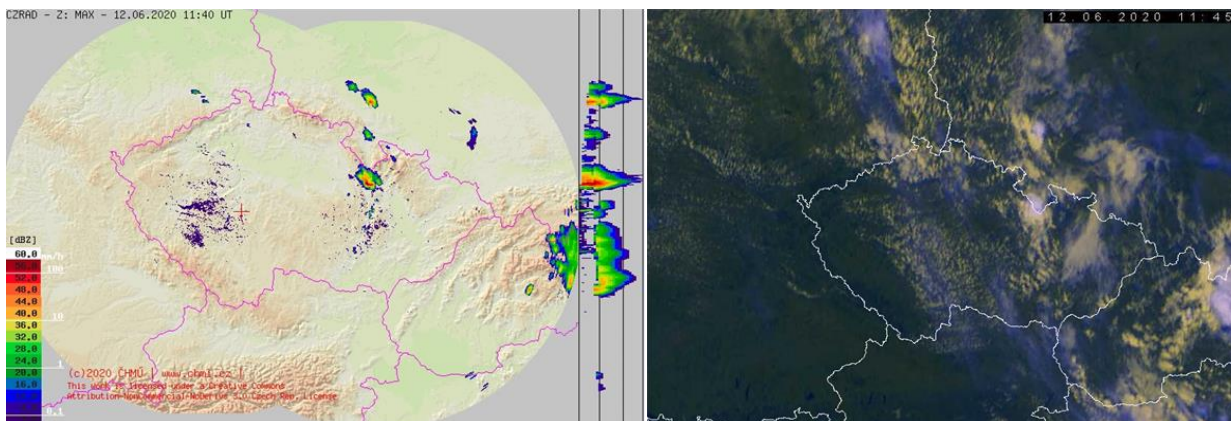 CZRAD - Z: MAX - 12.06.2020 11:40 UT
12.06.2020 11:45
[dBZ]
60.0 mm/h
56.0
52.0 100
48.0
44.0
40.0
36.0 10
32.0
28.0
24.0
20.0 1
16.0
0.1
(c)2020 CHMU | www.chmi.cz |
This work is licensed under a Creative Commons
Attribution-NonCommercial-NoDerivs 3.0 Czech Rep. License